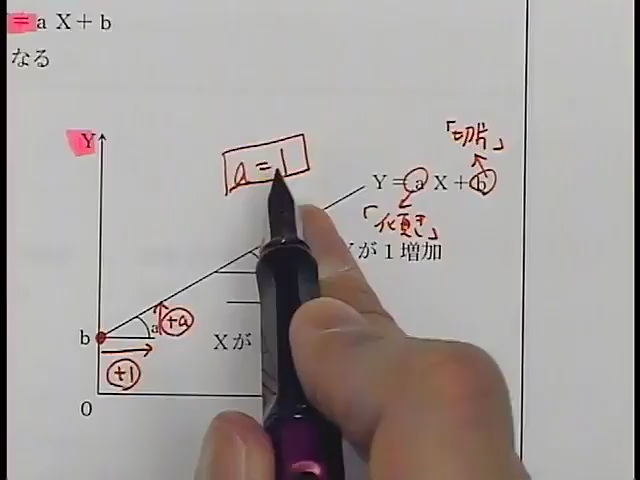 = a X + b
なる
Y
a = 1
「切片」
Y = a X + b
「傾き」
が 1 増加
a
+a
b
X が
+1
0